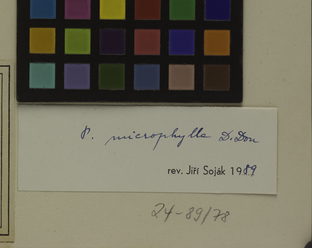 P. microphylla D. Don
rev. Jiří Soják 1989
24-89/78